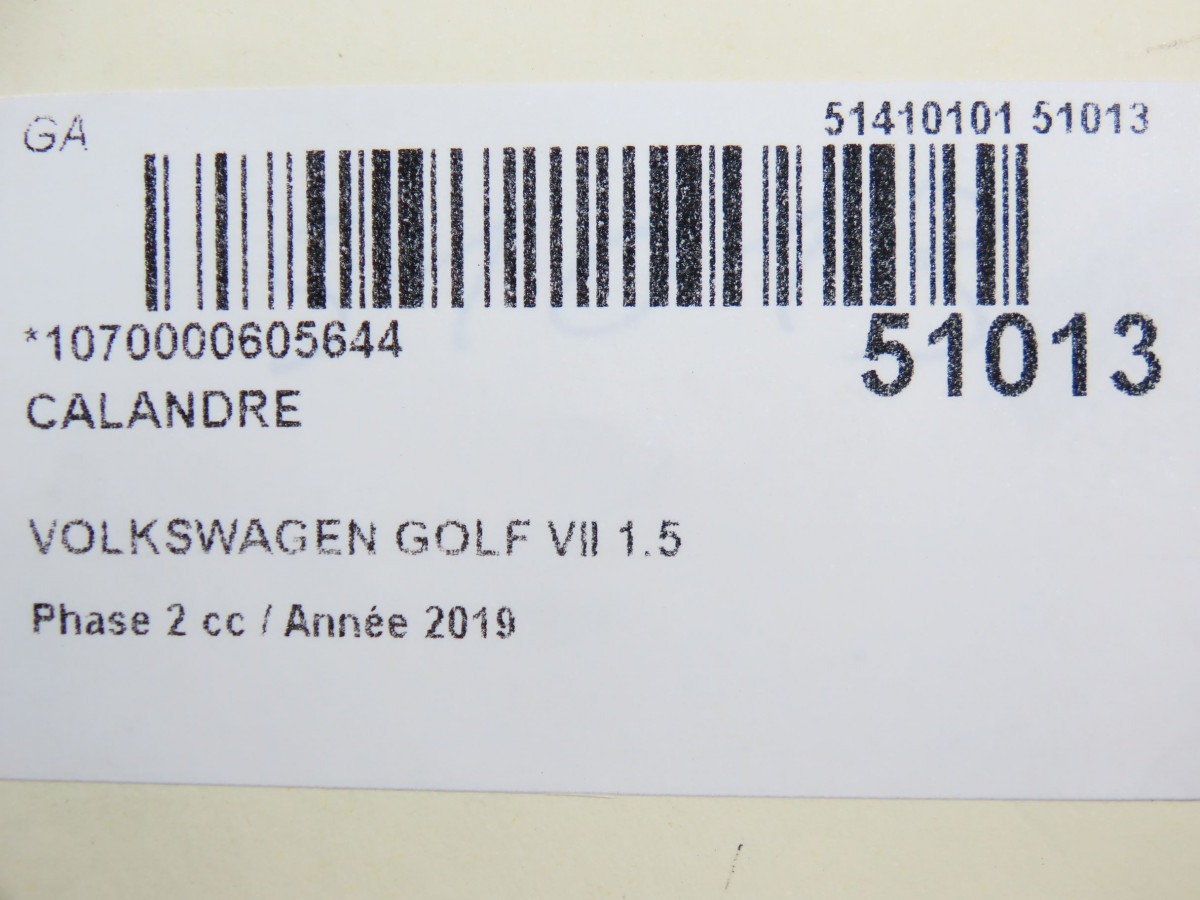 GA
51410101 51013
*1070000605644
51013
CALANDRE
VOLKSWAGEN GOLF VII 1.5
Phase 2 cc / Année 2019